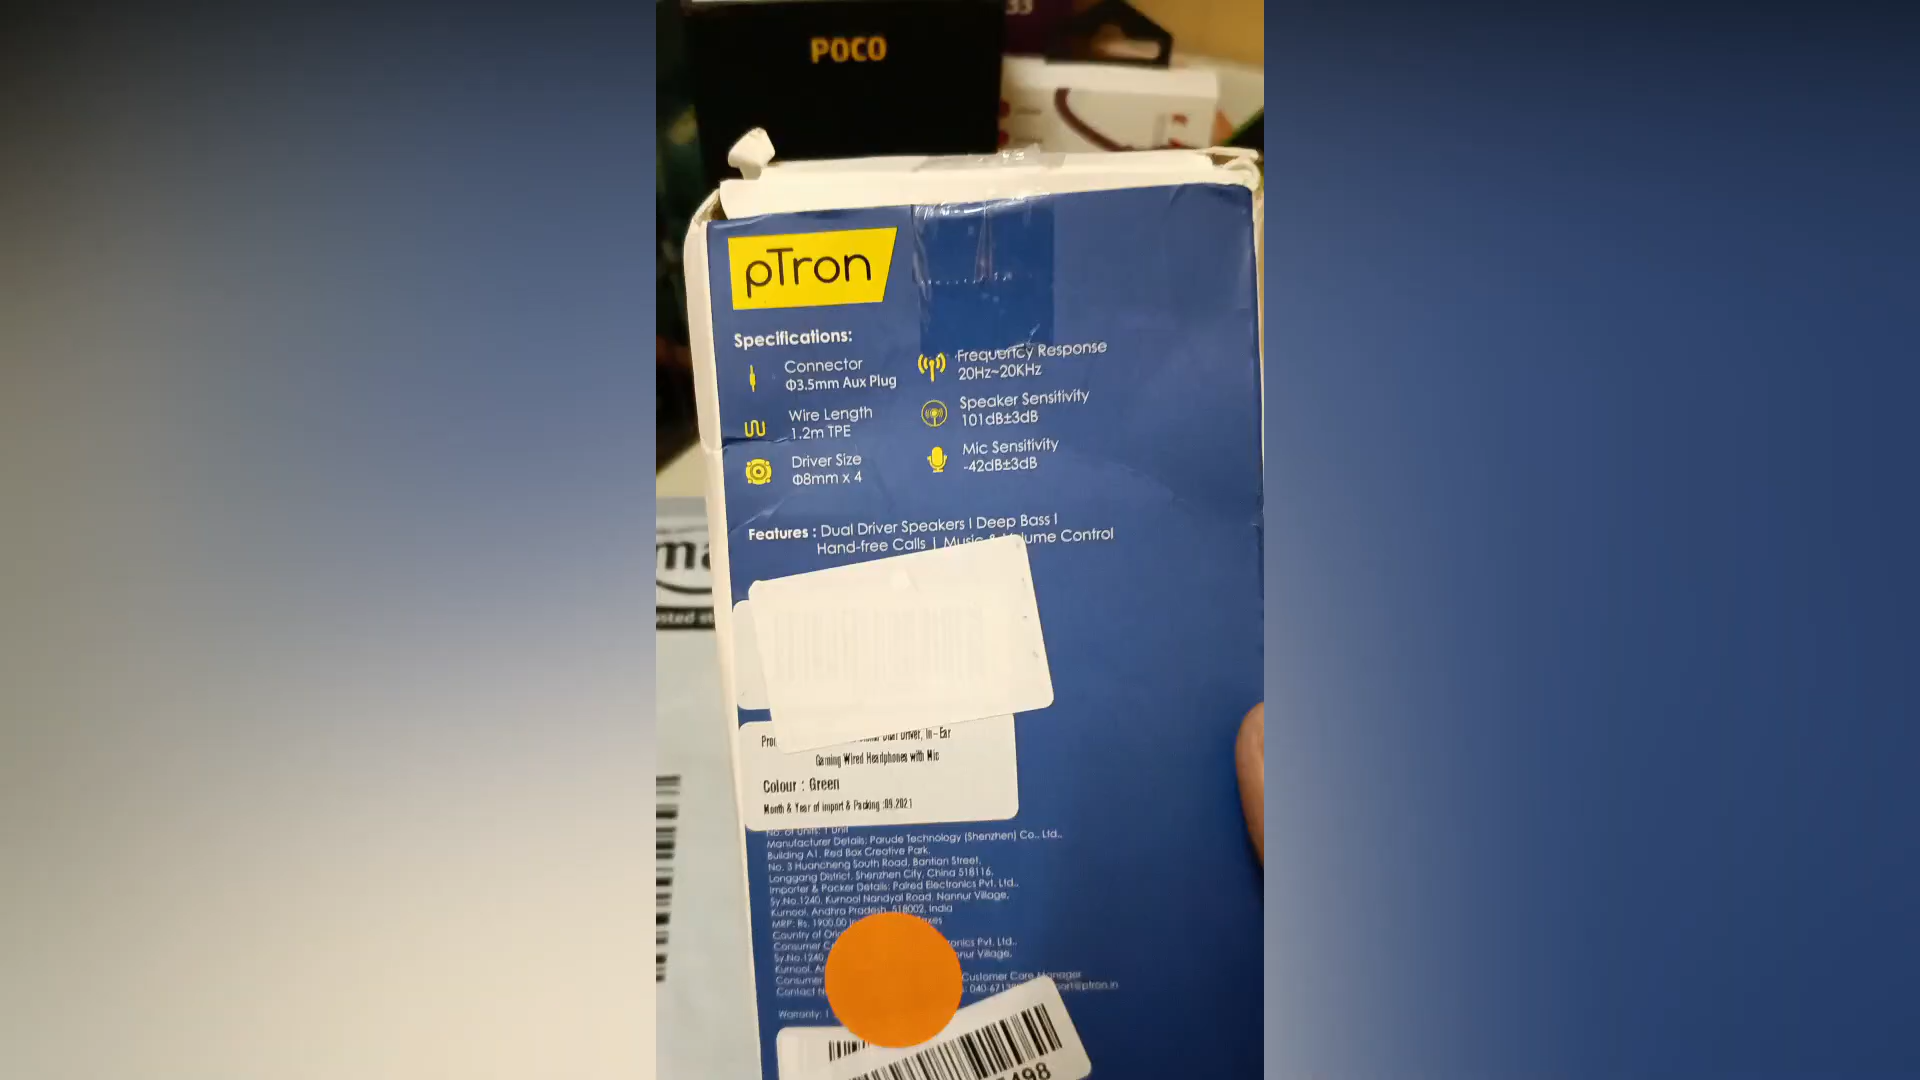 33
POCO
pTron
Specifications:
Connector
Φ3.5mm Aux Plug
Wire Length
1.2m TPE
Driver Size
Φ8mm x 4
Frequency Response
20Hz~20KHz
Speaker Sensitivity
101dB±3dB
Mic Sensitivity
-42dB±3dB
Features : Dual Driver Speakers | Deep Bass |
Hand-free Calls | Music & Volume Control
Driver, In-Ear
Gaming Wired Headphones with Mic
Colour : Green
Month & Year of import & Packing :09.2021
No. of Units: 1 Unit
Manufacturer Details: Parude Technology (Shenzhen) Co., Ltd.,
Building A1, Red Box Creative Park,
No. 3 Huancheng South Road, Bantian Street,
Longgang District, Shenzhen City, China 518116.
Importer & Packer Details: Palred Electronics Pvt. Ltd.,
Sy.No.1240, Kurnool Nandyal Road, Nannur Village,
Kurnool, Andhra Pradesh, 518002, India
MRP: Rs. 1900.00
Country of
Consumer
Pvt. Ltd.,
Sy.No.1240
Village,
Kurnool,
Consumer
Customer Care Manager
Contact
Warranty: 1
498